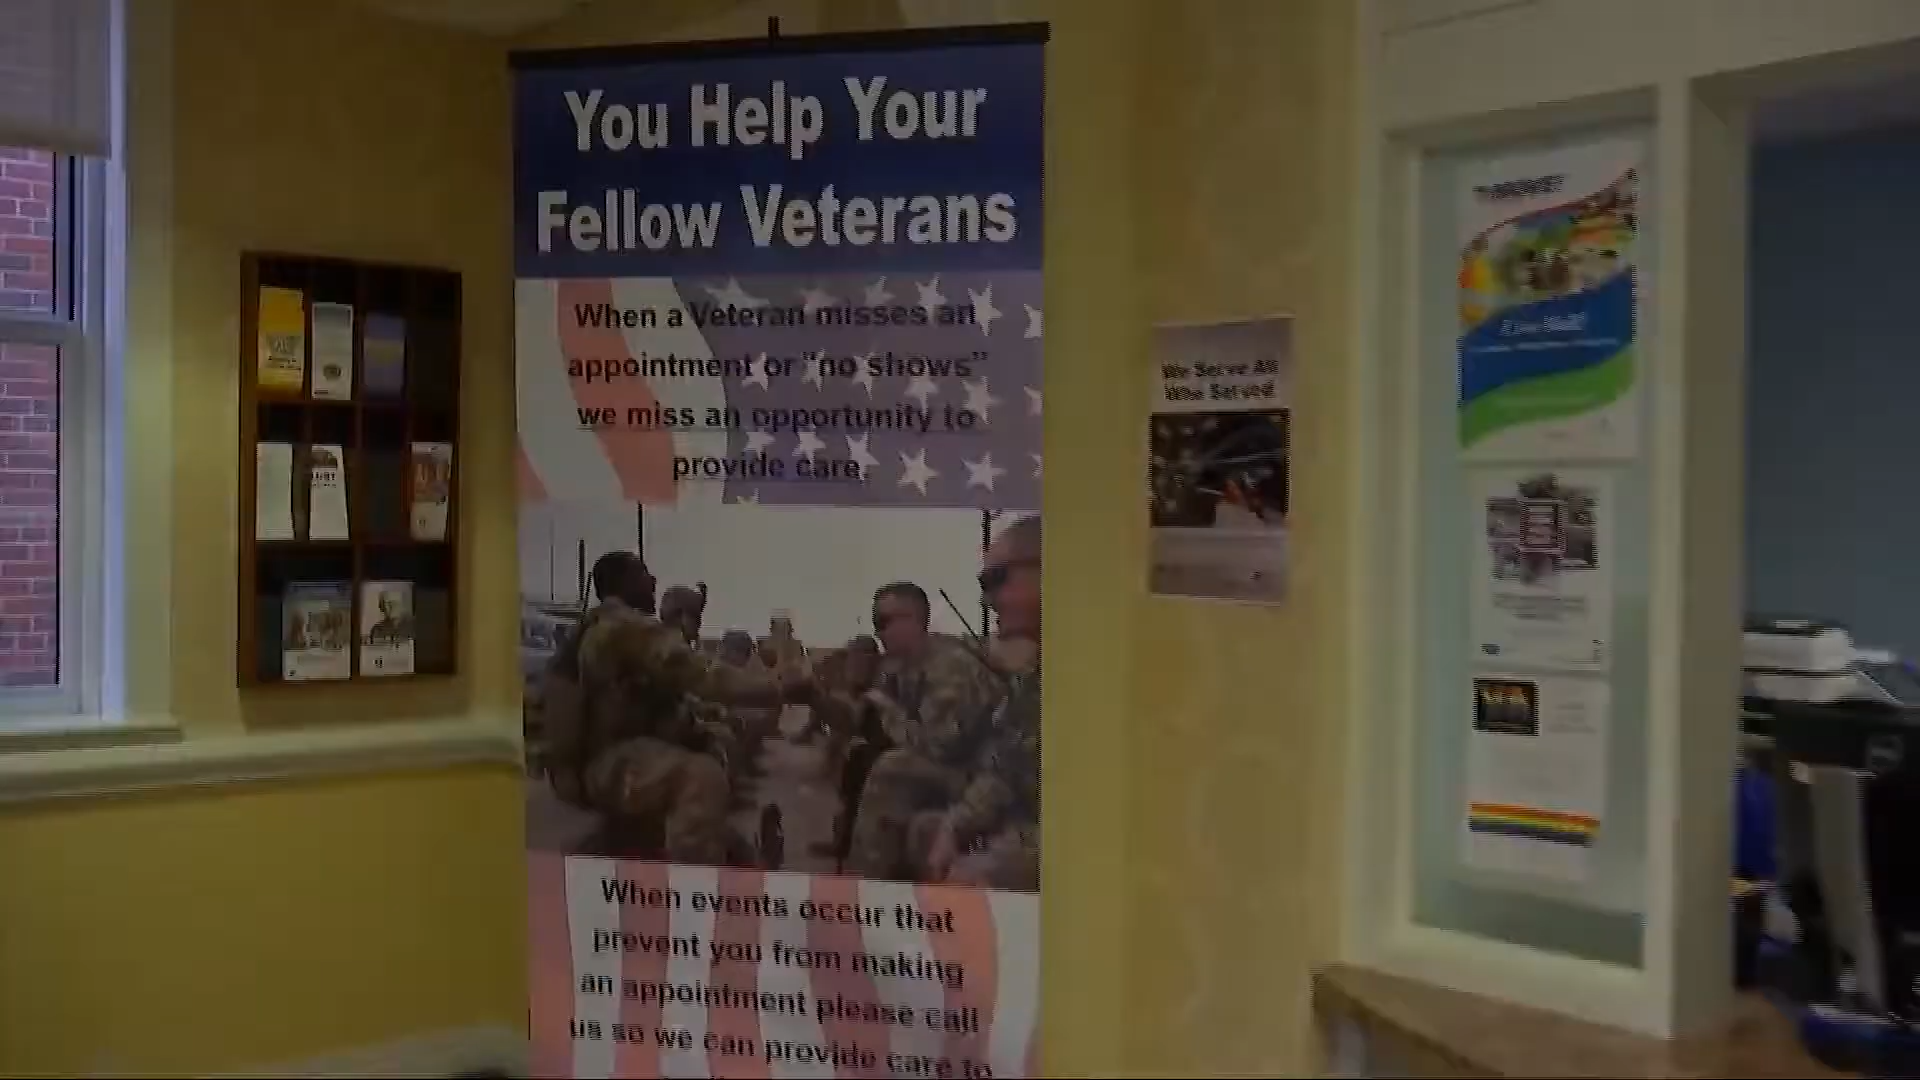 You Help Your
Fellow Veterans
When a Veteran misses an
appointment or "no shows"
we miss an opportunity to
provide care.
When events occur that
prevent you from making
an appointment please call
us so we can provide care to
We Serve All
Who Served